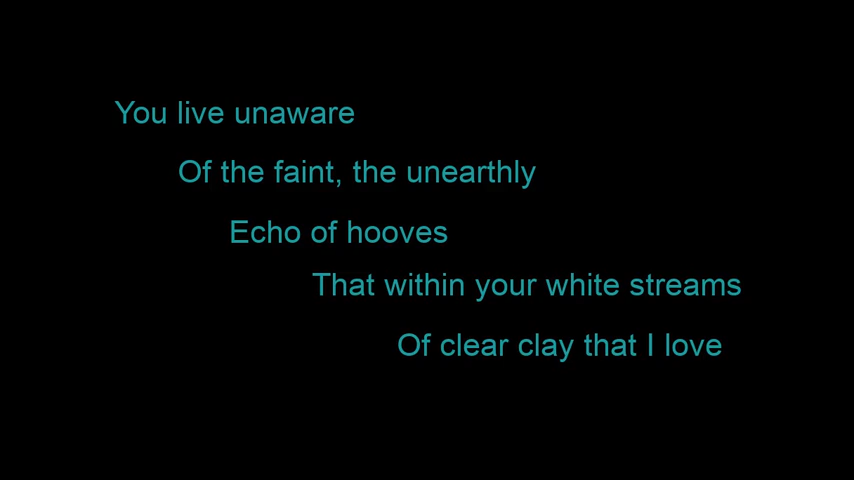 You live unaware
Of the faint, the unearthly
Echo of hooves
That within your white streams
Of clear clay that I love